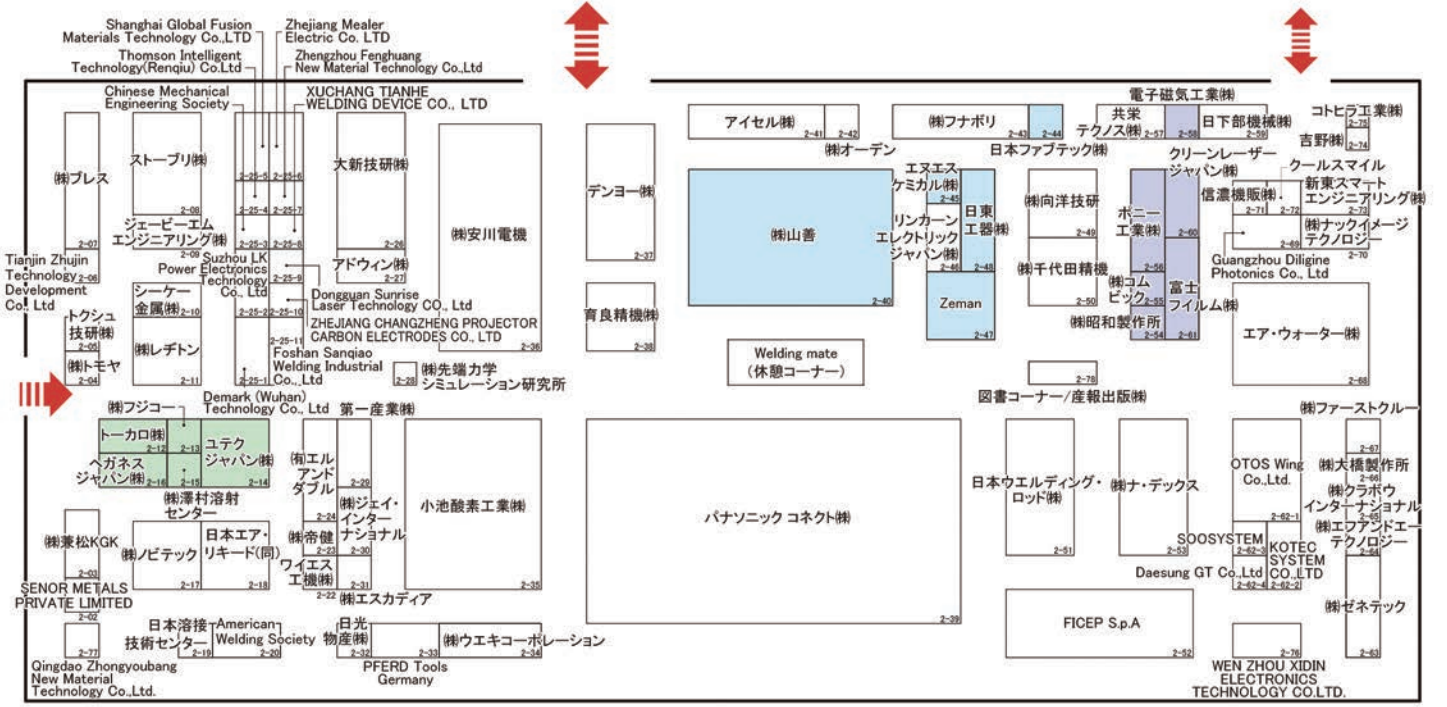 Shanghai Global Fusion
Materials Technology Co.,LTD
Zhejiang Mealer
Electric Co. LTD
Thomson Intelligent
Technology(Renqiu) Co.Ltd
Zhengzhou Fenghuang
New Material Technology Co.,Ltd
Chinese Mechanical
Engineering Society
XUCHANG TIANHE
WELDING DEVICE CO., LTD
㈱プレス
2-07
ストーブリ㈱
2-08
2-25-5
2-25-6
2-25-4
2-25-7
2-25-3
2-25-8
大新技研㈱
2-26
㈱安川電機
2-36
デンヨー㈱
2-37
アイセル㈱
2-41
2-42
㈱オーデン
㈱フナボリ
2-43
2-44
日本ファブテック㈱
電子磁気工業㈱
共栄
テクノス㈱
2-57
2-58
日下部機械㈱
2-59
コトヒラ工業㈱
2-75
吉野㈱
2-74
ジェービーエム
エンジニアリング㈱
2-09
Tianjin Zhujin
Technology
Development
Co., Ltd
2-06
Suzhou LK
Power Electronics
Technology
Co., Ltd
2-25-9
アドウィン㈱
2-27
Dongguan Sunrise
Laser Technology CO., Ltd
シーケー
金属㈱
2-10
2-25-2
2-25-10
ZHEJIANG CHANGZHENG PROJECTOR
CARBON ELECTRODES CO., LTD
トクシュ
技研㈱
2-05
㈱レヂトン
2-11
2-25-11
2-25-1
Foshan Sanqiao
Welding Industrial
Co., Ltd
㈱トモヤ
2-04
Demark (Wuhan)
Technology Co., Ltd
2-28
㈱先端力学
シミュレーション研究所
育良精機㈱
2-38
㈱山善
2-40
エヌエス
ケミカル㈱
2-45
リンカーン
エレクトリック
ジャパン㈱
2-46
日東
工器㈱
2-48
Zeman
2-47
㈱向洋技研
2-49
㈱千代田精機
2-50
ポニー
工業㈱
2-56
2-60
㈱コム
ビック
2-55
富士
フイルム㈱
㈱昭和製作所
2-54
2-61
クリーンレーザー
ジャパン㈱
クールスマイル
信濃機販㈱
2-71
2-72
新東スマート
エンジニアリング㈱
2-73
2-69
㈱ナックイメージ
テクノロジー
2-70
Guangzhou Diligine
Photonics Co., Ltd
エア・ウォーター㈱
2-68
Welding mate
(休憩コーナー)
2-78
図書コーナー/産報出版㈱
㈱フジコー
トーカロ㈱
2-12
2-13
ユテク
ジャパン㈱
2-14
ヘガネス
ジャパン㈱
2-16
2-15
㈱澤村溶射
センター
第一産業㈱
2-29
㈲エル
アンド
ダブル
2-24
㈱ジェイ・
インター
ナショナル
2-30
㈱帝健
2-23
ワイエス
工機㈱
2-22
2-31
㈱エスカディア
小池酸素工業㈱
2-35
パナソニック コネクト㈱
2-39
日本ウエルディング・
ロッド㈱
2-51
㈱ナ・デックス
2-53
OTOS Wing
Co.,Ltd.
2-62-1
SOOSYSTEM
2-62-3
KOTEC
SYSTEM
CO.,LTD
2-62-2
Daesung GT Co.,Ltd
2-62-4
㈱ファーストクルー
2-67
㈱大橋製作所
2-66
㈱クラボウ
インターナショナル
2-65
㈱エフアンドエー
テクノロジー
2-64
㈱ゼネテック
2-63
㈱兼松KGK
2-03
㈱ノビテック
2-17
日本エア・
リキード(同)
2-18
SENOR METALS
PRIVATE LIMITED
2-02
2-77
Qingdao Zhongyoubang
New Material
Technology Co.,Ltd.
日本溶接
技術センター
2-19
American
Welding Society
2-20
日光
物産㈱
2-32
2-33
㈱ウエキコーポレーション
2-34
PFERD Tools
Germany
FICEP S.p.A
2-52
2-76
WEN ZHOU XIDIN
ELECTRONICS
TECHNOLOGY CO.LTD.